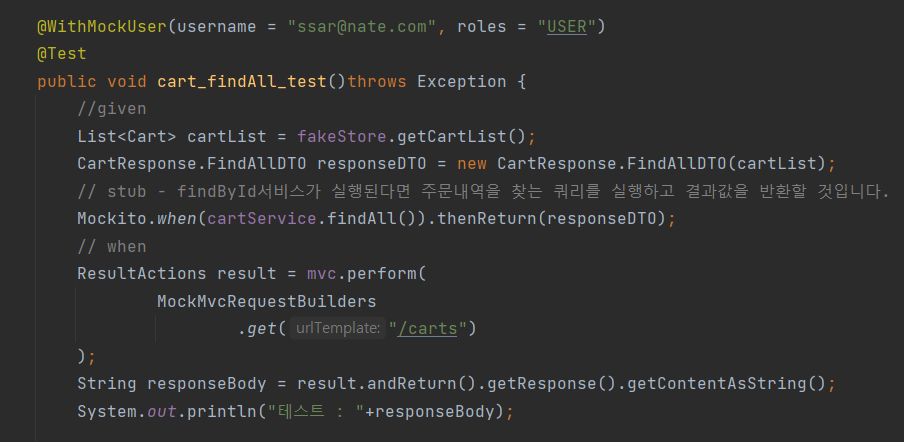 @WithMockUser(username = "ssar@nate.com", roles = "USER")
@Test
public void cart_findAll_test()throws Exception {
//given
List<Cart> cartList = fakeStore.getCartList();
CartResponse.FindAllDTO responseDTO = new CartResponse.FindAllDTO(cartList);
// stub - findById서비스가 실행된다면 주문내역을 찾는 쿼리를 실행하고 결과값을 반환할 것입니다.
Mockito.when(cartService.findAll()).thenReturn(responseDTO);
// when
ResultActions result = mvc.perform(
MockMvcRequestBuilders
.get( urlTemplate: "/carts")
);
String responseBody = result.andReturn().getResponse().getContentAsString();
System.out.println("테스트 : "+responseBody);